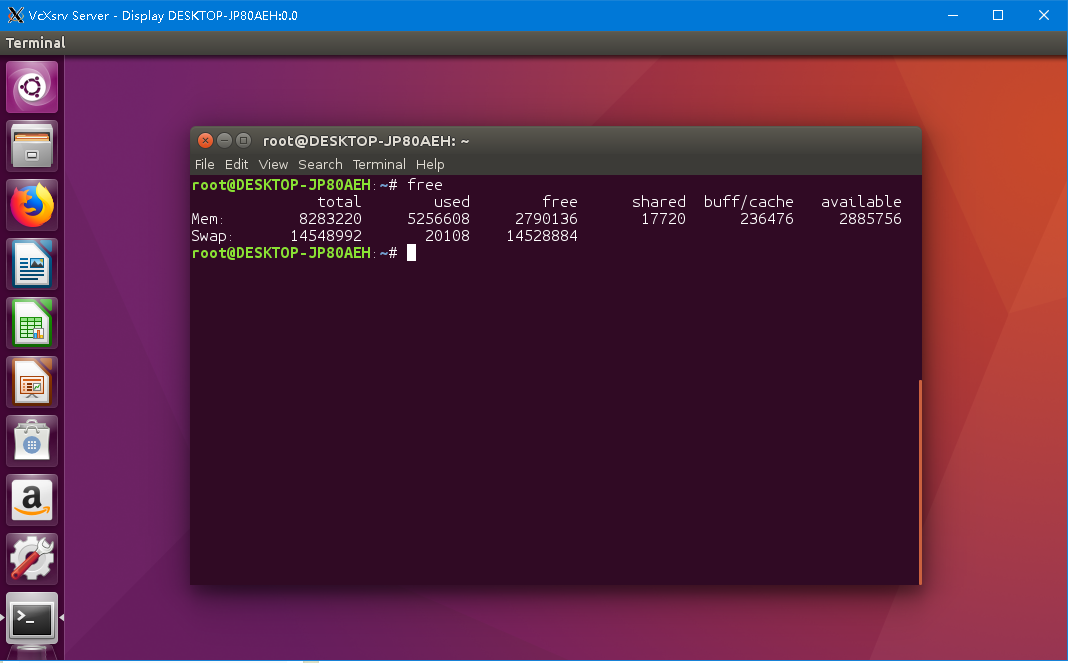 VcXsrv Server - Display DESKTOP-JP80AEH:0.0
Terminal
root@DESKTOP-JP80AEH: ~
File Edit View Search Terminal Help
root@DESKTOP-JP80AEH:~# free
total used free shared buff/cache available
Mem: 8283220 5256608 2790136 17720 236476 2885756
Swap: 14548992 20108 14528884
root@DESKTOP-JP80AEH:~#
a
>_